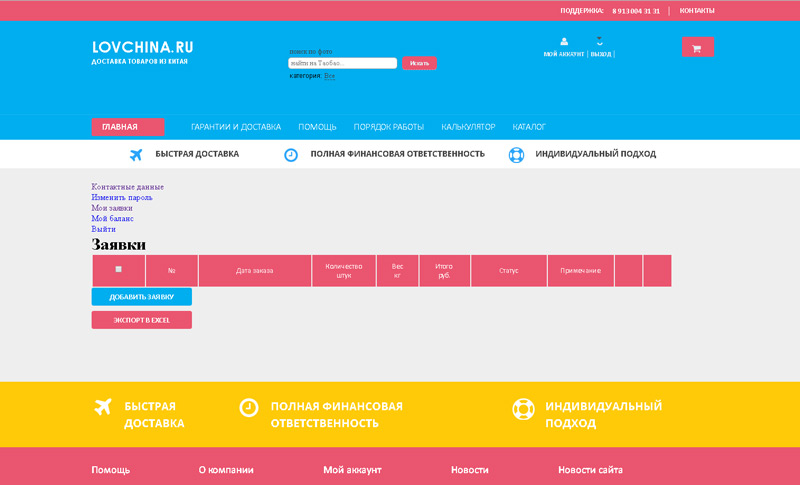 ПОДДЕРЖКА: 8 913 004 31 31 | КОНТАКТЫ
LOVCHINA.RU
ДОСТАВКА ТОВАРОВ ИЗ КИТАЯ
поиск по фото
найти на Таобао...
Искать
категория: Все
МОЙ АККАУНТ | ВЫХОД |
ГЛАВНАЯ
ГАРАНТИИ И ДОСТАВКА
ПОМОЩЬ
ПОРЯДОК РАБОТЫ
КАЛЬКУЛЯТОР
КАТАЛОГ
БЫСТРАЯ ДОСТАВКА
ПОЛНАЯ ФИНАНСОВАЯ ОТВЕТСТВЕННОСТЬ
ИНДИВИДУАЛЬНЫЙ ПОДХОД
Контактные данные
Изменить пароль
Мои заявки
Мой баланс
Выйти
Заявки
№
Дата заказа
Количество
штук
Вес
кг
Итого
руб.
Статус
Примечание
ДОБАВИТЬ ЗАЯВКУ
ЭКСПОРТ В EXCEL
БЫСТРАЯ
ДОСТАВКА
ПОЛНАЯ ФИНАНСОВАЯ
ОТВЕТСТВЕННОСТЬ
ИНДИВИДУАЛЬНЫЙ
ПОДХОД
Помощь
О компании
Мой аккаунт
Новости
Новости сайта